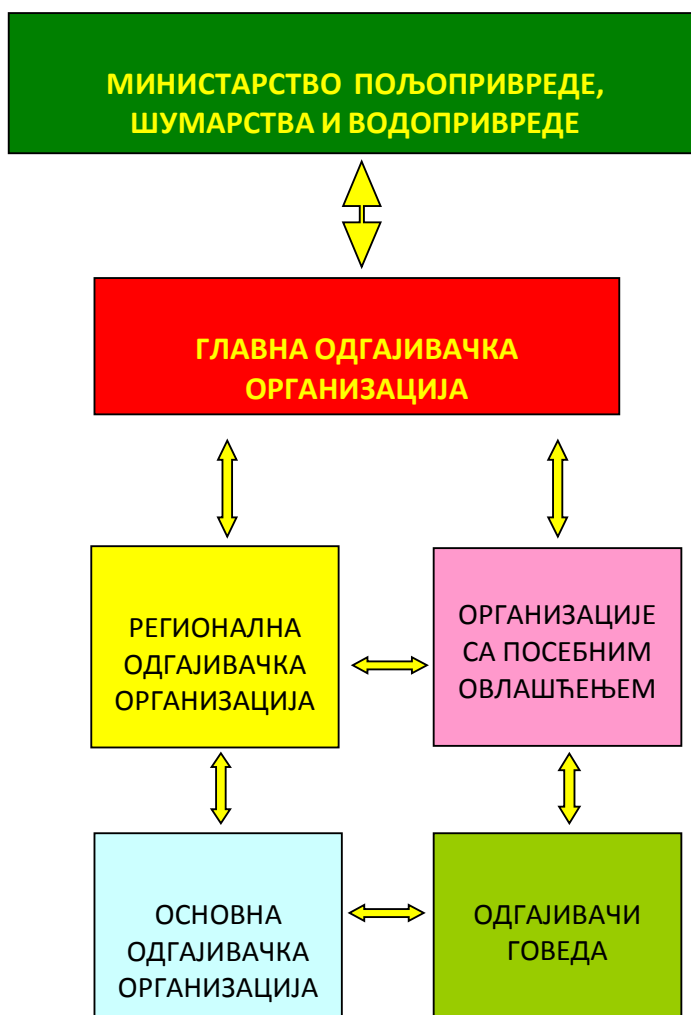 МИНИСТАРСТВО ПОЉОПРИВРЕДЕ,
ШУМАРСТВА И ВОДОПРИВРЕДЕ
ГЛАВНА ОДГАЈИВАЧКА
ОРГАНИЗАЦИЈА
РЕГИОНАЛНА
ОДГАЈИВАЧКА
ОРГАНИЗАЦИЈА
ОРГАНИЗАЦИЈЕ
СА ПОСЕБНИМ
ОВЛАШЋЕЊЕМ
ОСНОВНА
ОДГАЈИВАЧКА
ОРГАНИЗАЦИЈА
ОДГАЈИВАЧИ
ГОВЕДА